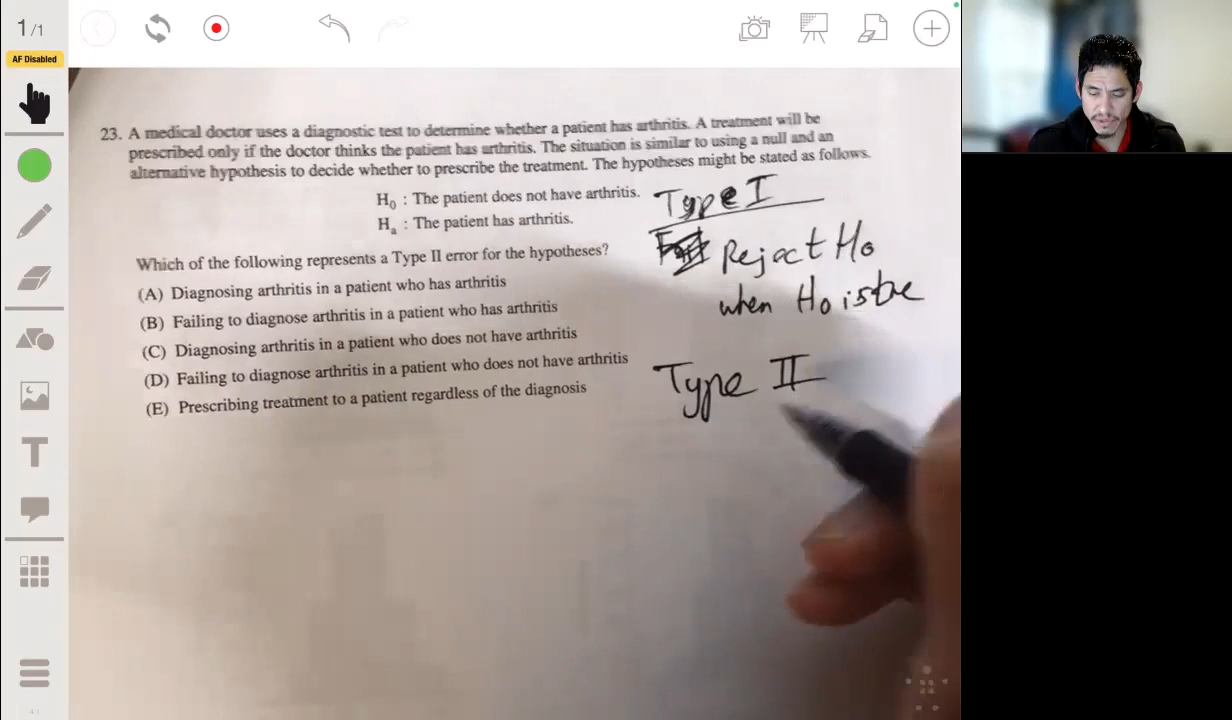 1/1
AF Disabled
23. A medical doctor uses a diagnostic test to determine whether a patient has arthritis. A treatment will be
prescribed only if the doctor thinks the patient has arthritis. The situation is similar to using a null and an
alternative hypothesis to decide whether to prescribe the treatment. The hypotheses might be stated as follows.
H₀ : The patient does not have arthritis.
Hₐ : The patient has arthritis.
Which of the following represents a Type II error for the hypotheses?
(A) Diagnosing arthritis in a patient who has arthritis
(B) Failing to diagnose arthritis in a patient who has arthritis
(C) Diagnosing arthritis in a patient who does not have arthritis
(D) Failing to diagnose arthritis in a patient who does not have arthritis
(E) Prescribing treatment to a patient regardless of the diagnosis
Type I
Reject Ho
when Ho is true
Type II
T